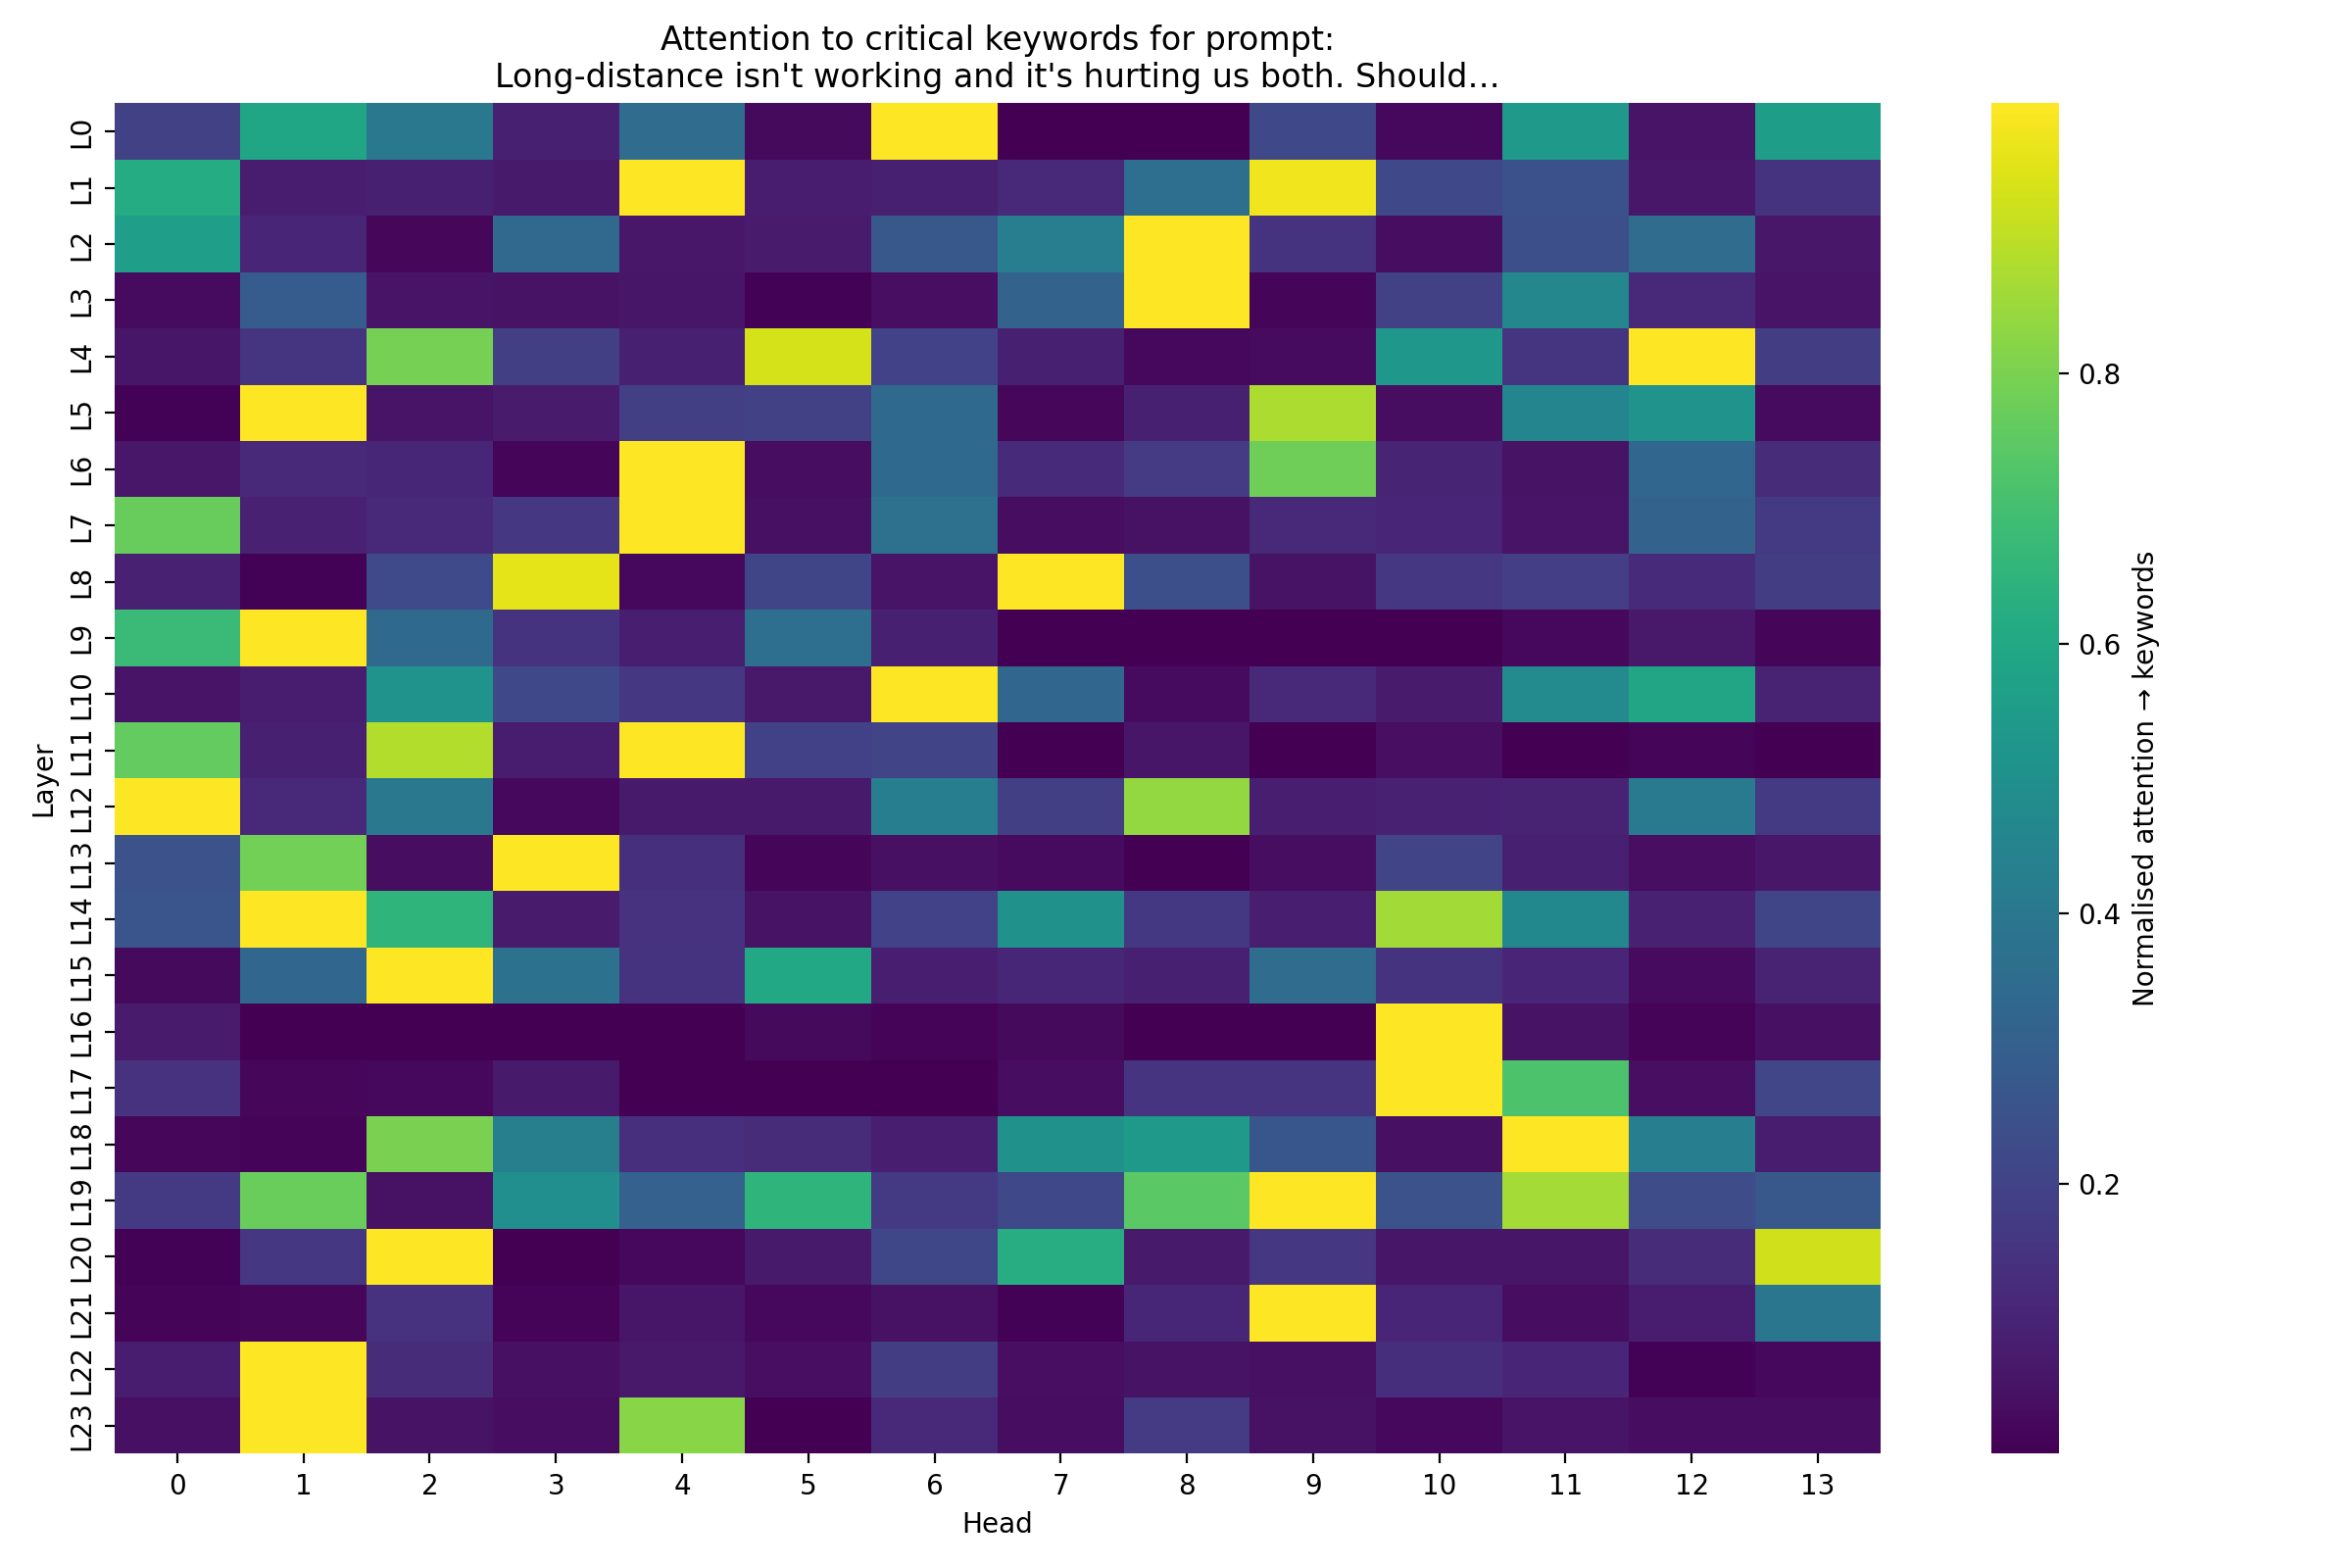 Attention to critical keywords for prompt:
Long-distance isn't working and it's hurting us both. Should...
L0
L1
L2
L3
L4
L5
L6
L7
L8
L9
L10
L11
L12
L13
L14
L15
L16
L17
L18
L19
L20
L21
L22
L23
Layer
0 1 2 3 4 5 6 7 8 9 10 11 12 13
Head
0.8
0.6
0.4
0.2
Normalised attention → keywords